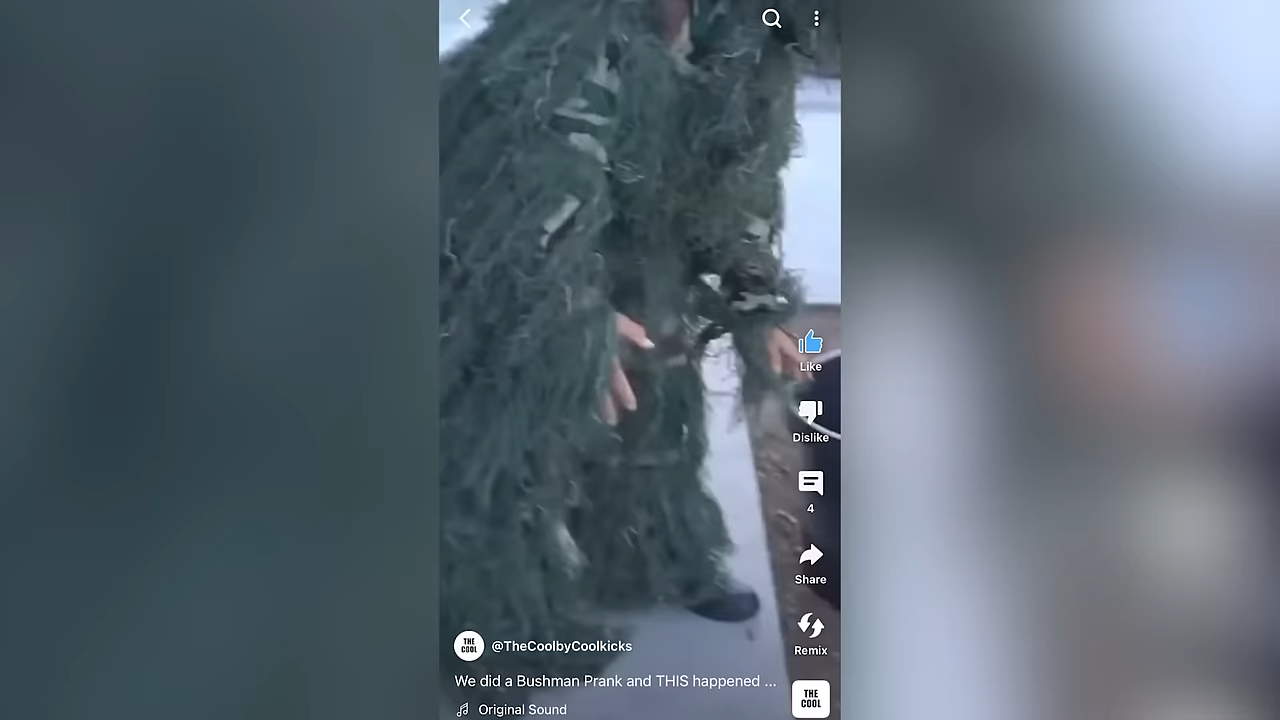 Like
Dislike
4
Share
Remix
THE
COOL
@TheCoolbyCoolkicks
We did a Bushman Prank and THIS happened ...
Original Sound
THE
COOL